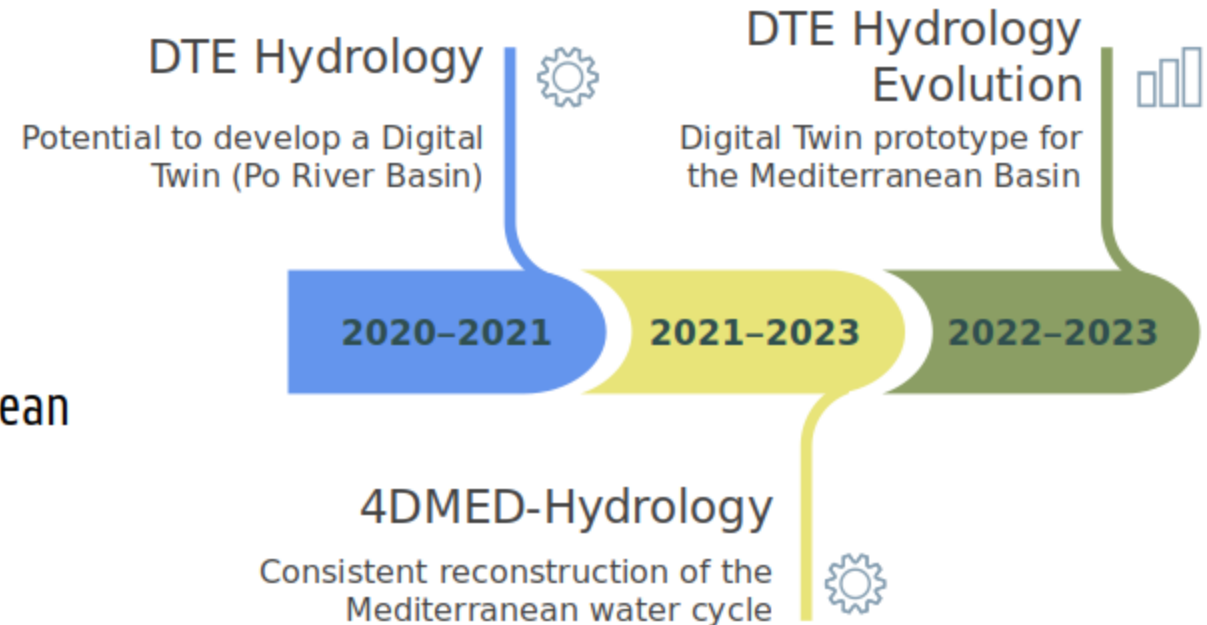 DTE Hydrology
Potential to develop a Digital
Twin (Po River Basin)
DTE Hydrology
Evolution
Digital Twin prototype for
the Mediterranean Basin
2020–2021
2021–2023
2022–2023
ean
4DMED-Hydrology
Consistent reconstruction of the
Mediterranean water cycle